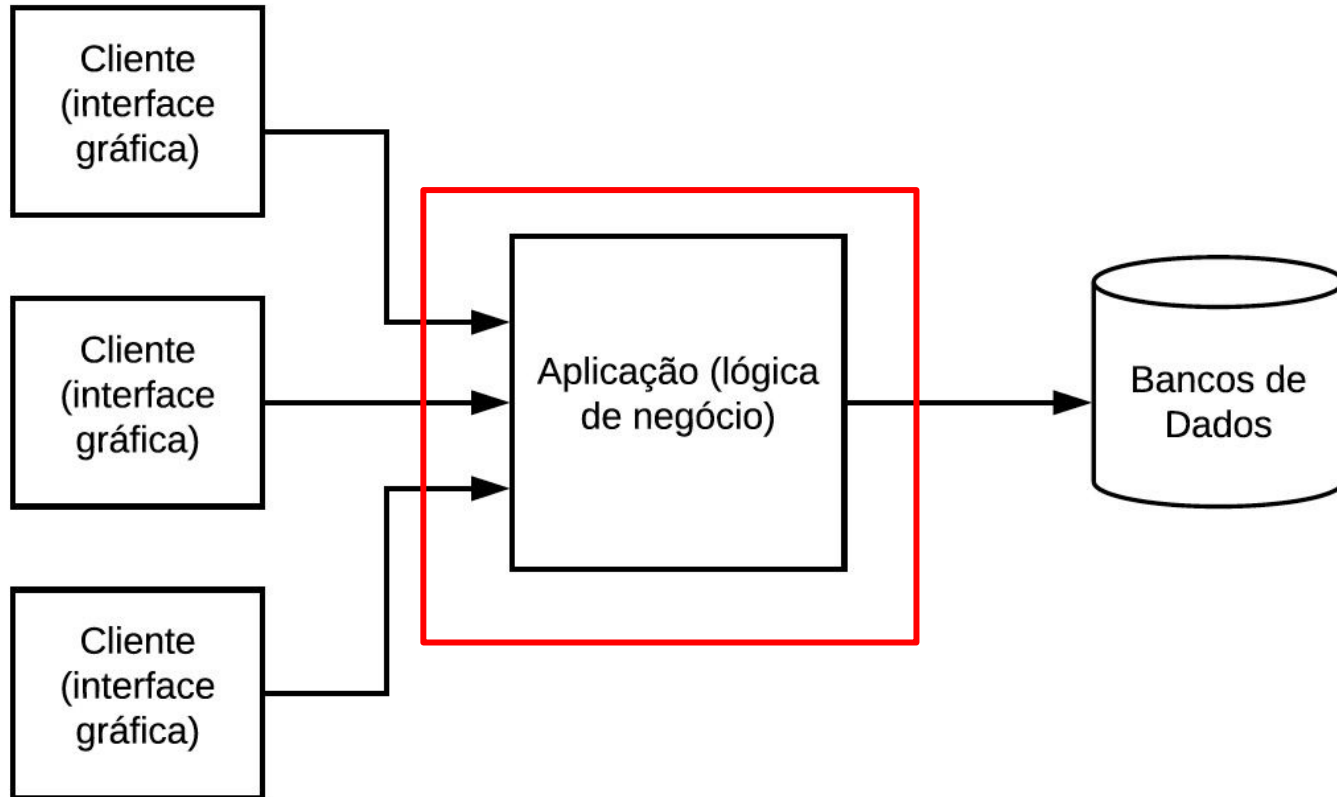 Cliente
(interface
gráfica)
Cliente
(interface
gráfica)
Cliente
(interface
gráfica)
Aplicação (lógica
de negócio)
Bancos de
Dados